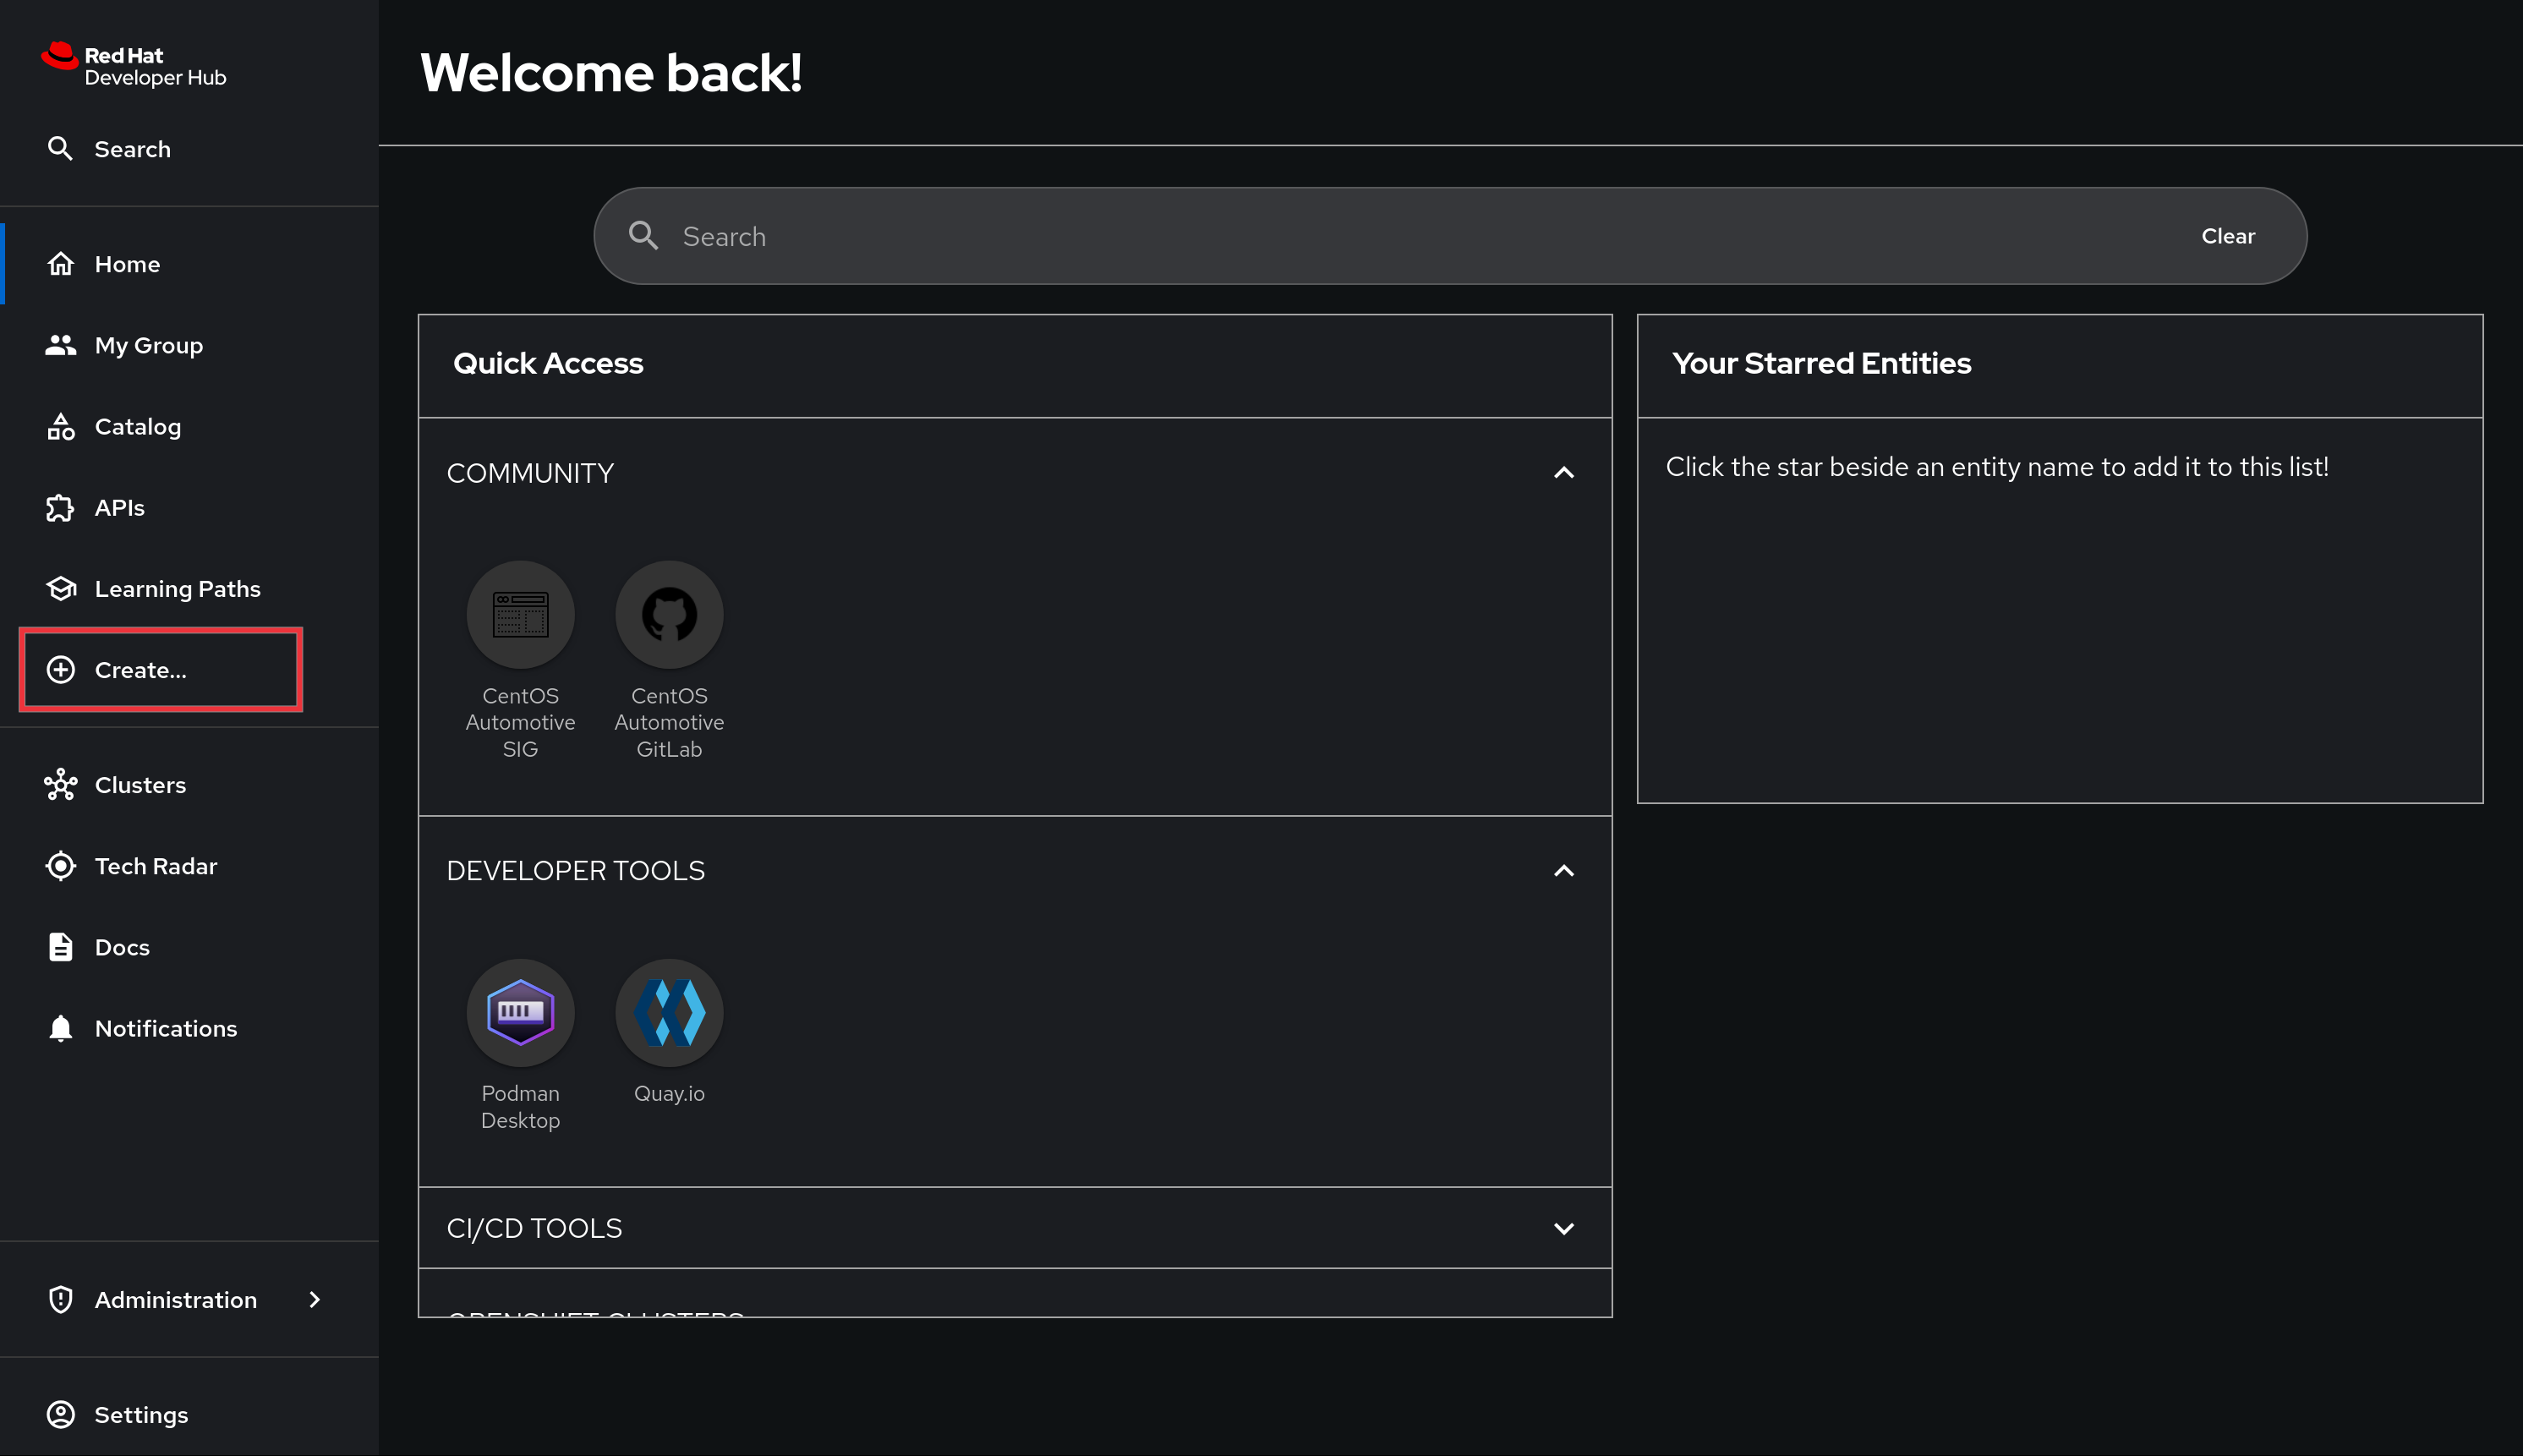 Red Hat
Developer Hub
Search
Home
My Group
Catalog
APIs
Learning Paths
Create...
Clusters
Tech Radar
Docs
Notifications
Administration
Settings
Welcome back!
Search
Clear
Quick Access
COMMUNITY
CentOS
Automotive
SIG
CentOS
Automotive
GitLab
DEVELOPER TOOLS
Podman
Desktop
Quay.io
CI/CD TOOLS
OPENSHIFT CLUSTERS
Your Starred Entities
Click the star beside an entity name to add it to this list!